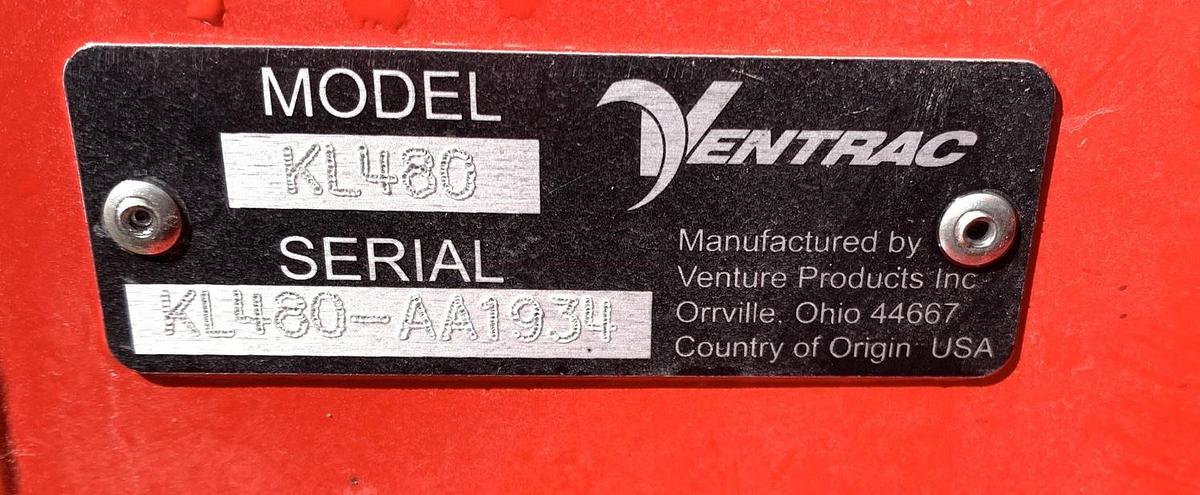 MODEL
KL480
SERIAL
KL480-AA1934
VENTRAC
Manufactured by
Venture Products Inc
Orrville, Ohio 44667
Country of Origin USA